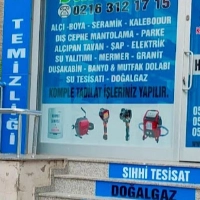 TEMİZLİĞİ
0216 312 17 15
ALÇI - BOYA - SERAMİK - KALEBODUR
DIŞ CEPHE MANTOLAMA - PARKE
ALÇIPAN TAVAN - ŞAP - ELEKTRİK
SU YALITIMI - MERMER - GRANİT
DUŞAKABİN - BANYO & MUTFAK DOLABI
SU TESİSATI - DOĞALGAZ
KOMPLE TADİLAT İŞLERİNİZ YAPILIR.
SIHHİ TESİSAT
DOĞALGAZ